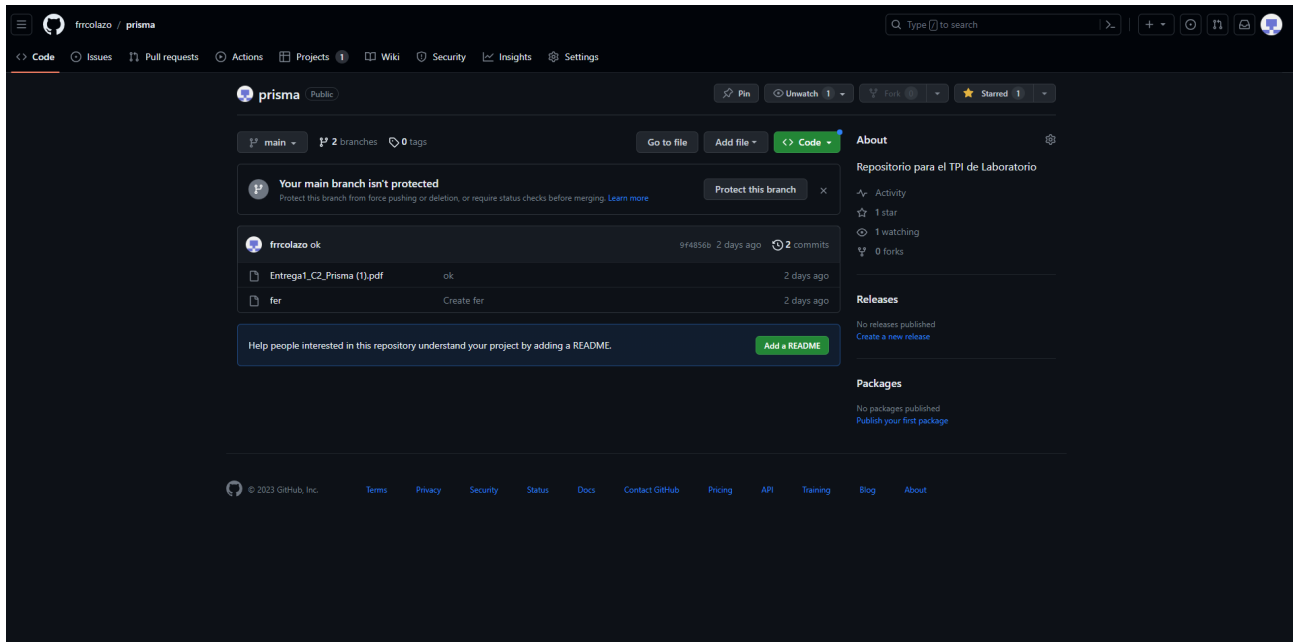 frrcolazo / prisma
Type / to search
Code Issues Pull requests Actions Projects 1 Wiki Security Insights Settings
prisma Public
Pin Unwatch 1 Fork 0 Starred 1
main 2 branches 0 tags
Go to file Add file Code
Your main branch isn't protected
Protect this branch from force pushing or deletion, or require status checks before merging. Learn more
Protect this branch
frrcolazo ok 9f4856b 2 days ago 2 commits
Entrega1_C2_Prisma (1).pdf ok 2 days ago
fer Create fer 2 days ago
Help people interested in this repository understand your project by adding a README. Add a README
About
Repositorio para el TPI de Laboratorio
Activity
1 star
1 watching
0 forks
Releases
No releases published
Create a new release
Packages
No packages published
Publish your first package
© 2023 GitHub, Inc. Terms Privacy Security Status Docs Contact GitHub Pricing API Training Blog About